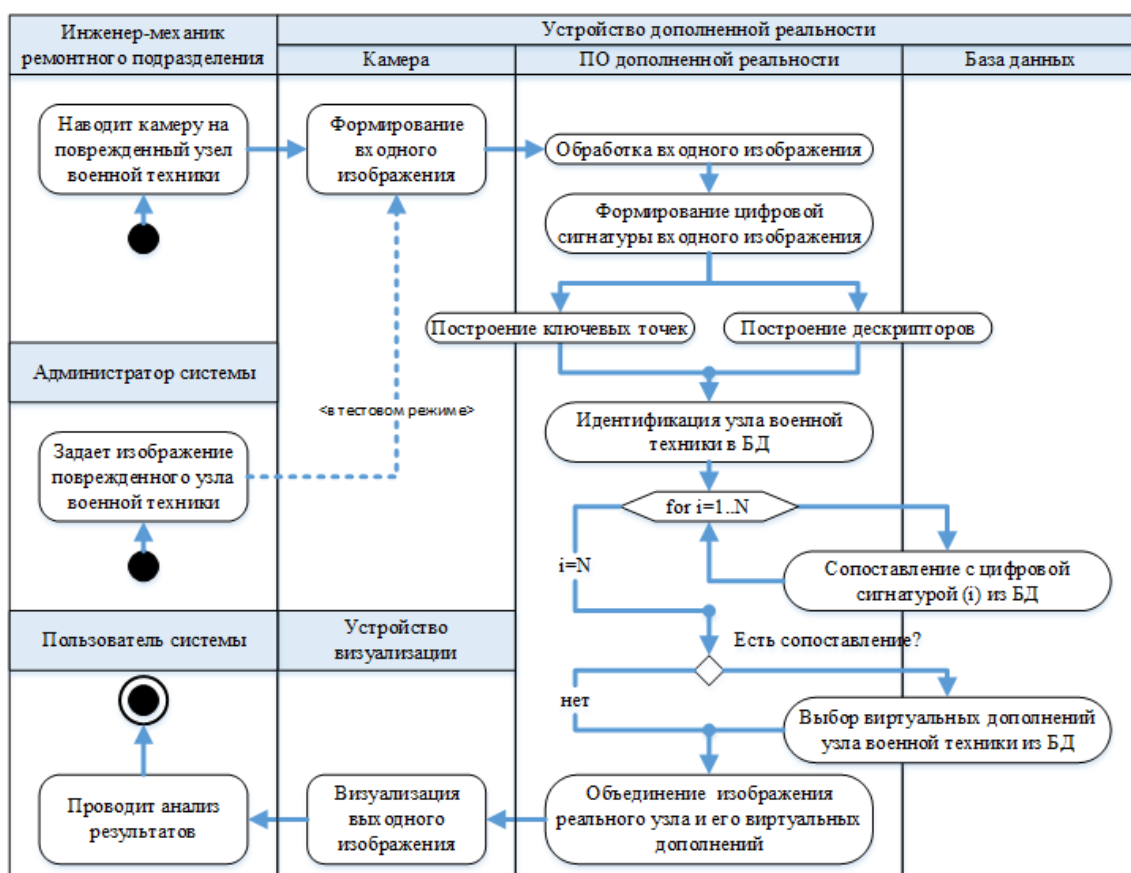 Инженер-механик
ремонтного подразделения
Устройство дополненной реальности
Камера
ПО дополненной реальности
База данных
Наводит камеру на
поврежденный узел
военной техники
Формирование
входного
изображения
Обработка входного изображения
Формирование цифровой
сигнатуры входного изображения
Построение ключевых точек
Построение дескрипторов
Администратор системы
<в тестовом режиме>
Идентификация узла военной
техники в БД
Задает изображение
поврежденного узла
военной техники
for i=1..N
i=N
Сопоставление с цифровой
сигнатурой (i) из БД
Пользователь системы
Устройство
визуализации
Есть сопоставление?
нет
Выбор виртуальных дополнений
узла военной техники из БД
Проводит анализ
результатов
Визуализация
выходного
изображения
Объединение изображения
реального узла и его виртуальных
дополнений